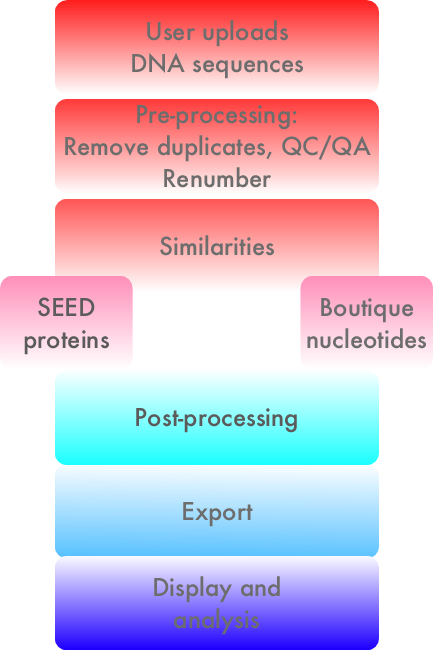 User uploads
DNA sequences
Pre-processing:
Remove duplicates, QC/QA
Renumber
Similarities
SEED
proteins
Boutique
nucleotides
Post-processing
Export
Display and
analysis